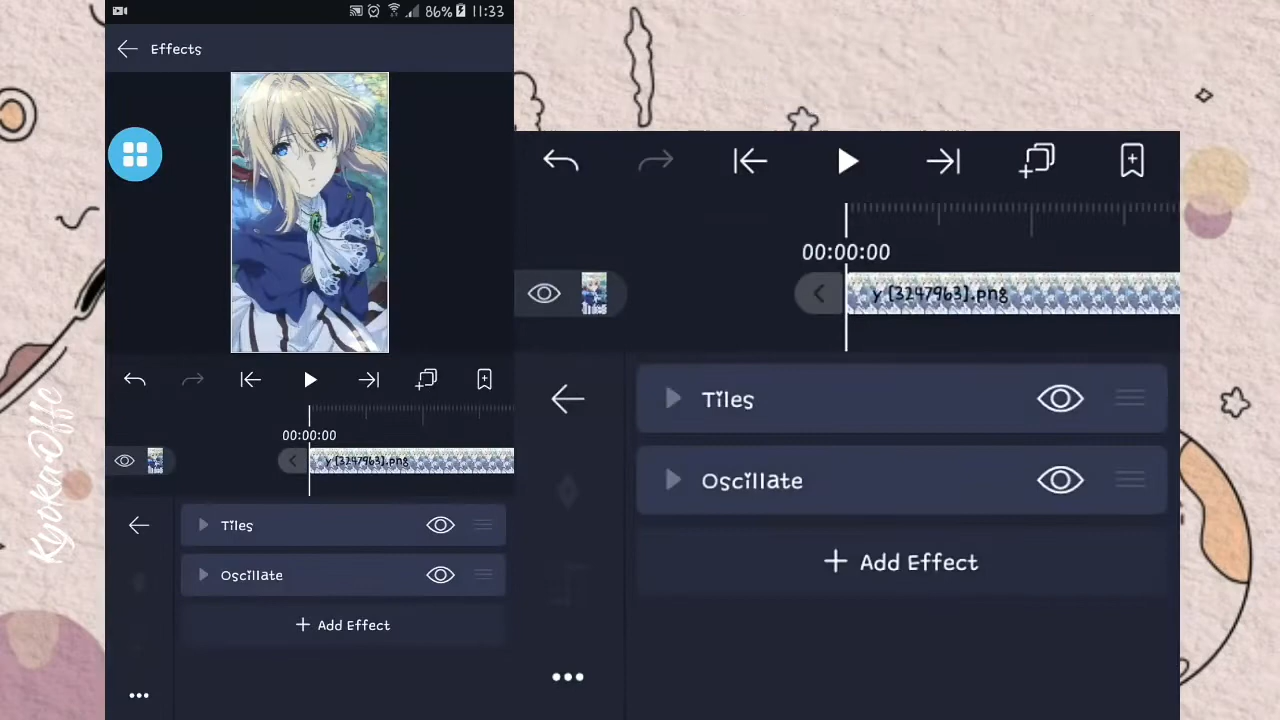 86% 11:33
Effects
00:00:00
y [3247963].png
Tiles
Oscillate
+ Add Effect
00:00:00
y [3247963].png
Tiles
Oscillate
+ Add Effect
KyokaOffc